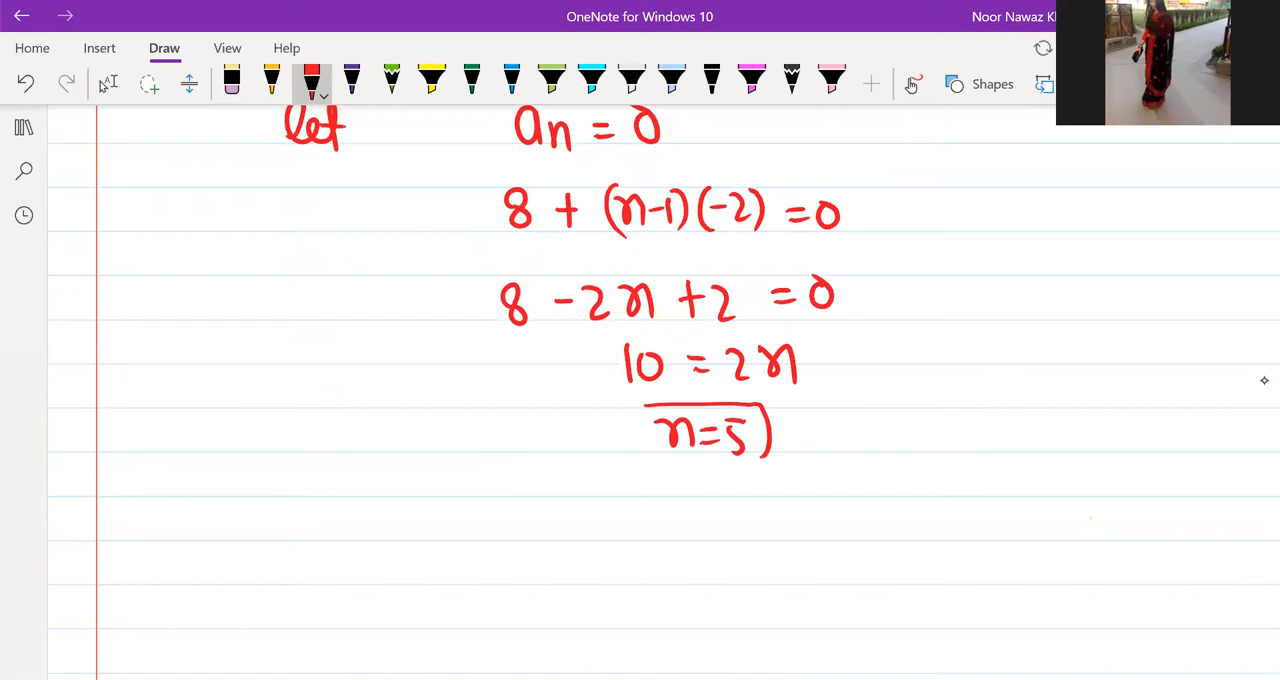 OneNote for Windows 10
Noor Nawaz Kh
Home Insert Draw View Help
Shapes
let an = 0
8 + (n-1)(-2) = 0
8 - 2n + 2 = 0
10 = 2n
n = 5